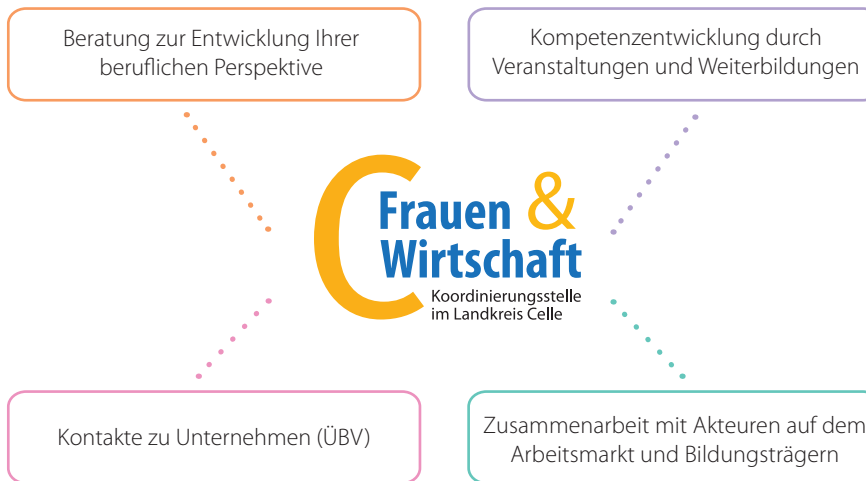 Beratung zur Entwicklung Ihrer
beruflichen Perspektive
Kompetenzentwicklung durch
Veranstaltungen und Weiterbildungen
C Frauen &
Wirtschaft
Koordinierungsstelle
im Landkreis Celle
Kontakte zu Unternehmen (ÜBV)
Zusammenarbeit mit Akteuren auf dem
Arbeitsmarkt und Bildungsträgern